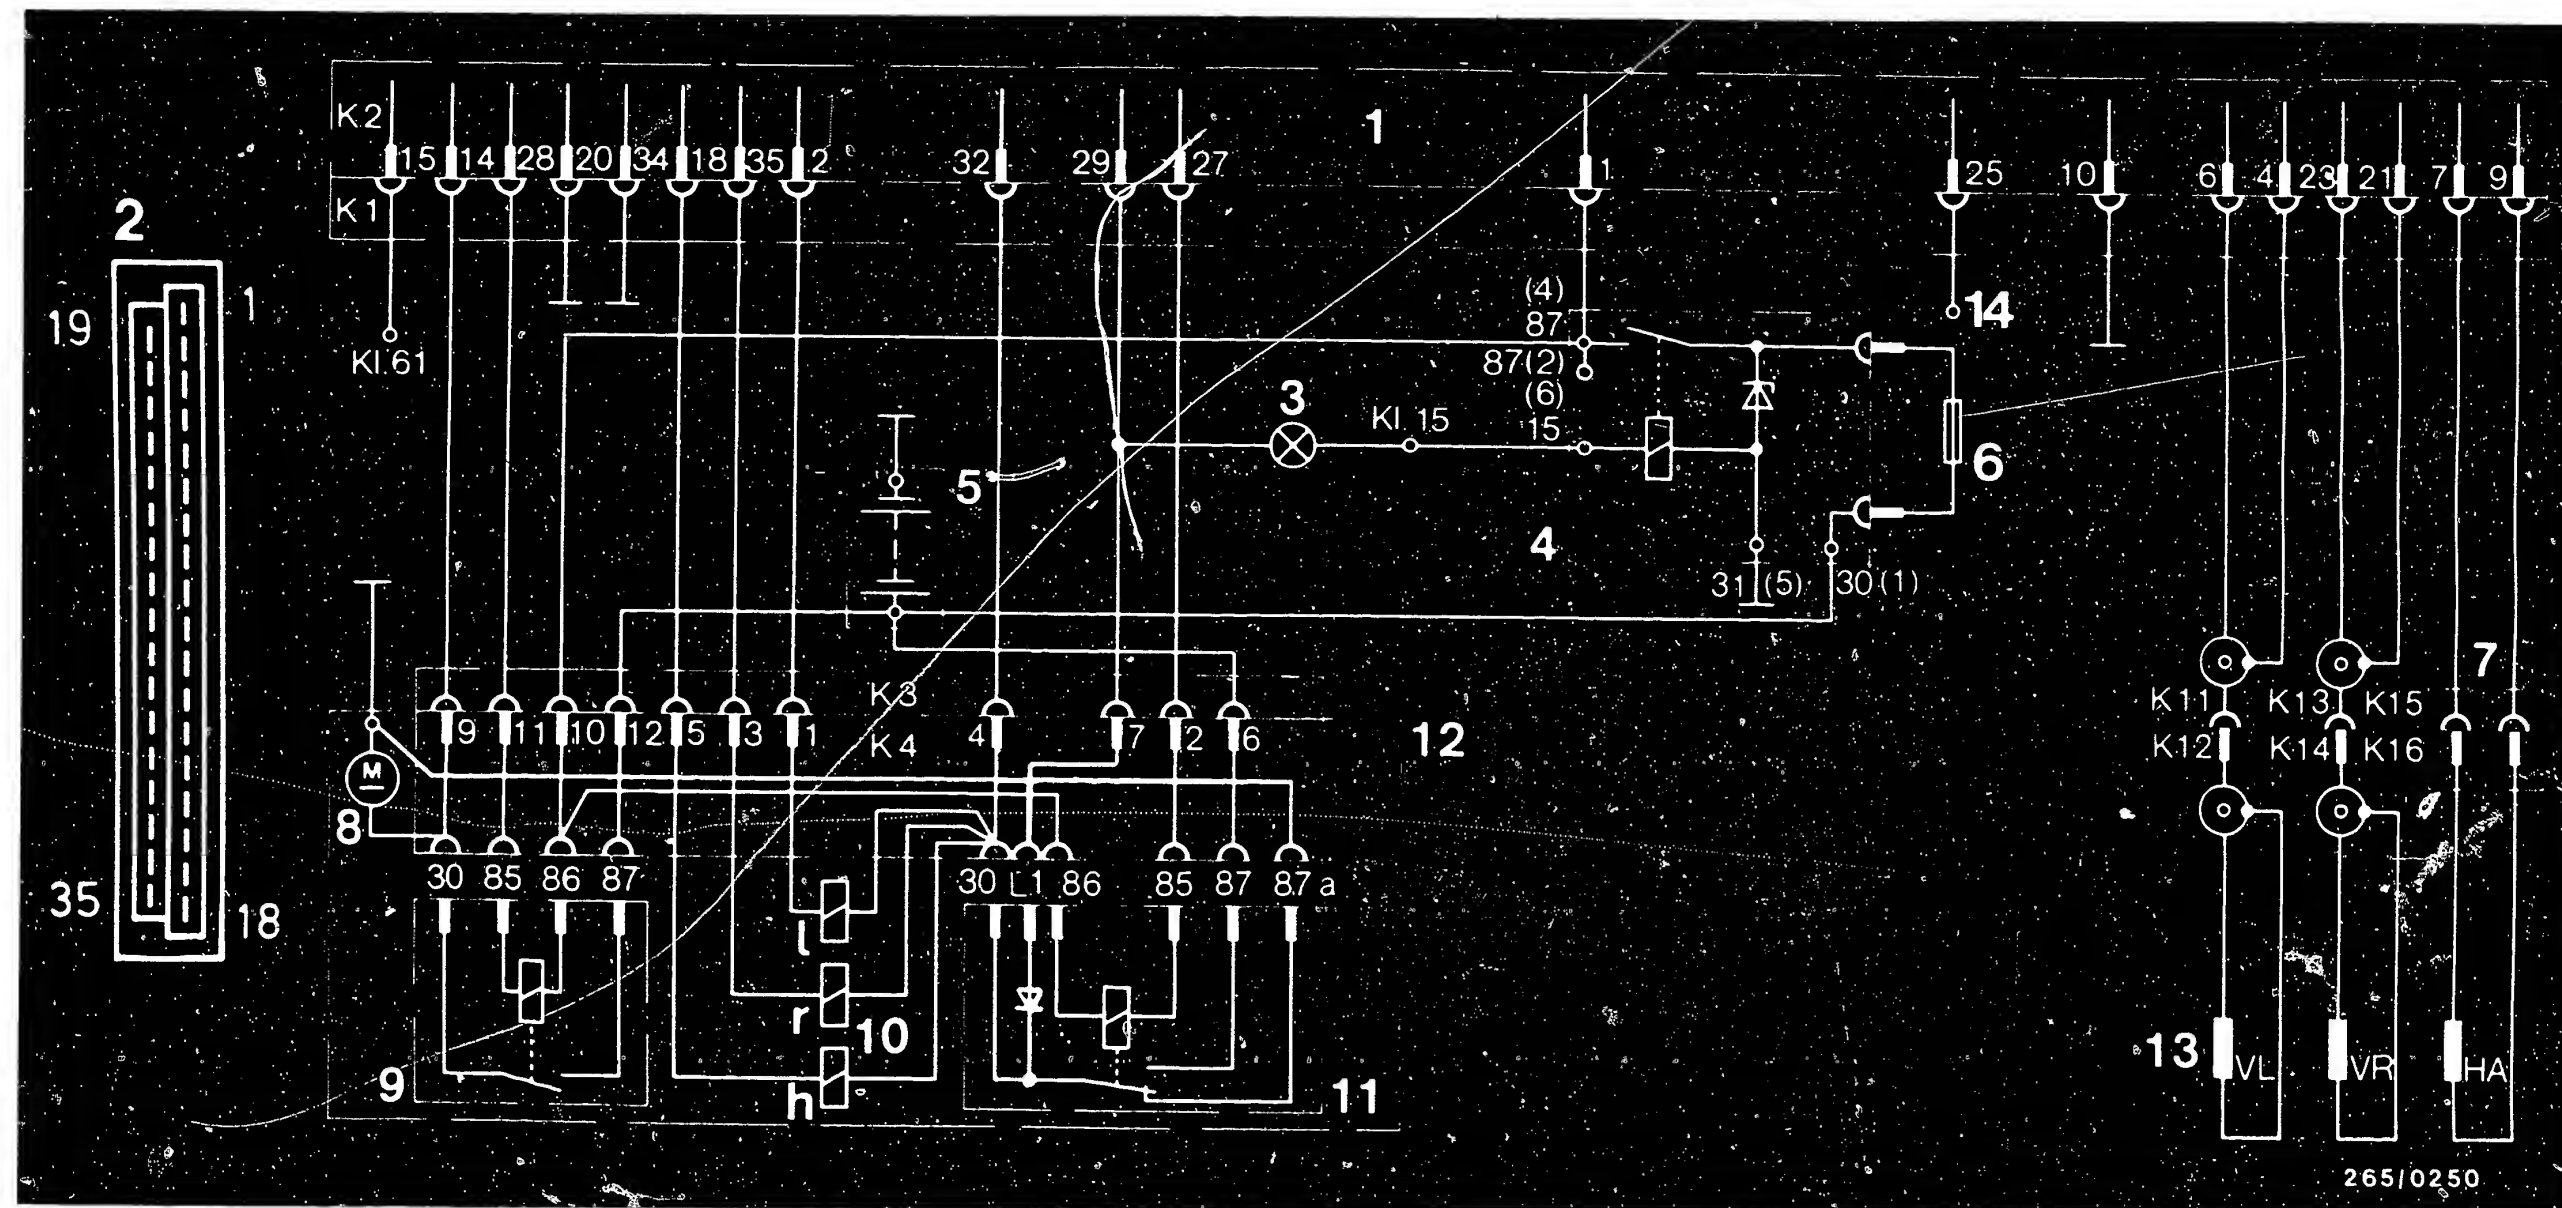 1
K2
15 14 28 20 34 18 35 2 32 29 27 1 25 10 6 4 23 21 7 9
K1
2
19 1
35 18
Kl.61
(4)
87
87(2)
(6)
15
14
3
Kl.15
5
6
4
31 (5) 30(1)
7
K3
9 11 10 12 5 3 1 4 7 2 6
K4
12
K11 K13 K15
K12 K14 K16
M
8
30 85 86 87
30 L1 86 85 87 87a
l
r
10
h
9
11
13
VL VR HA
265/0250